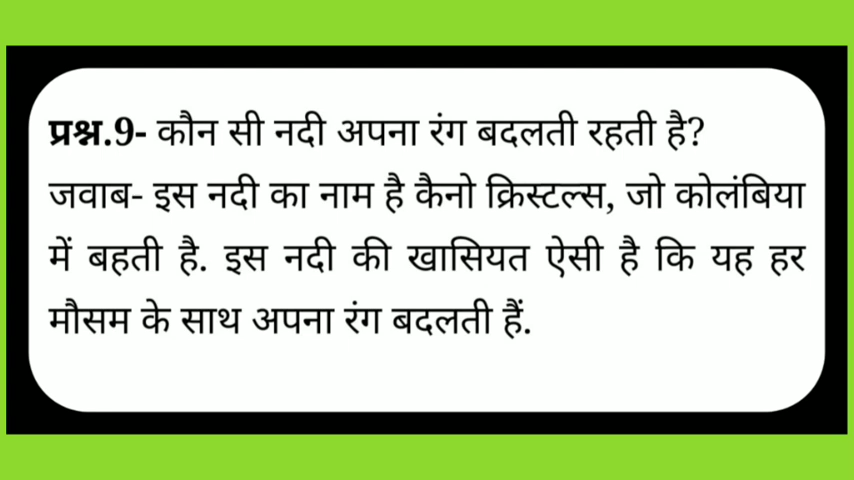 प्रश्न.9- कौन सी नदी अपना रंग बदलती रहती है?
जवाब- इस नदी का नाम है कैनो क्रिस्टल्स, जो कोलंबिया
में बहती है. इस नदी की खासियत ऐसी है कि यह हर
मौसम के साथ अपना रंग बदलती हैं.